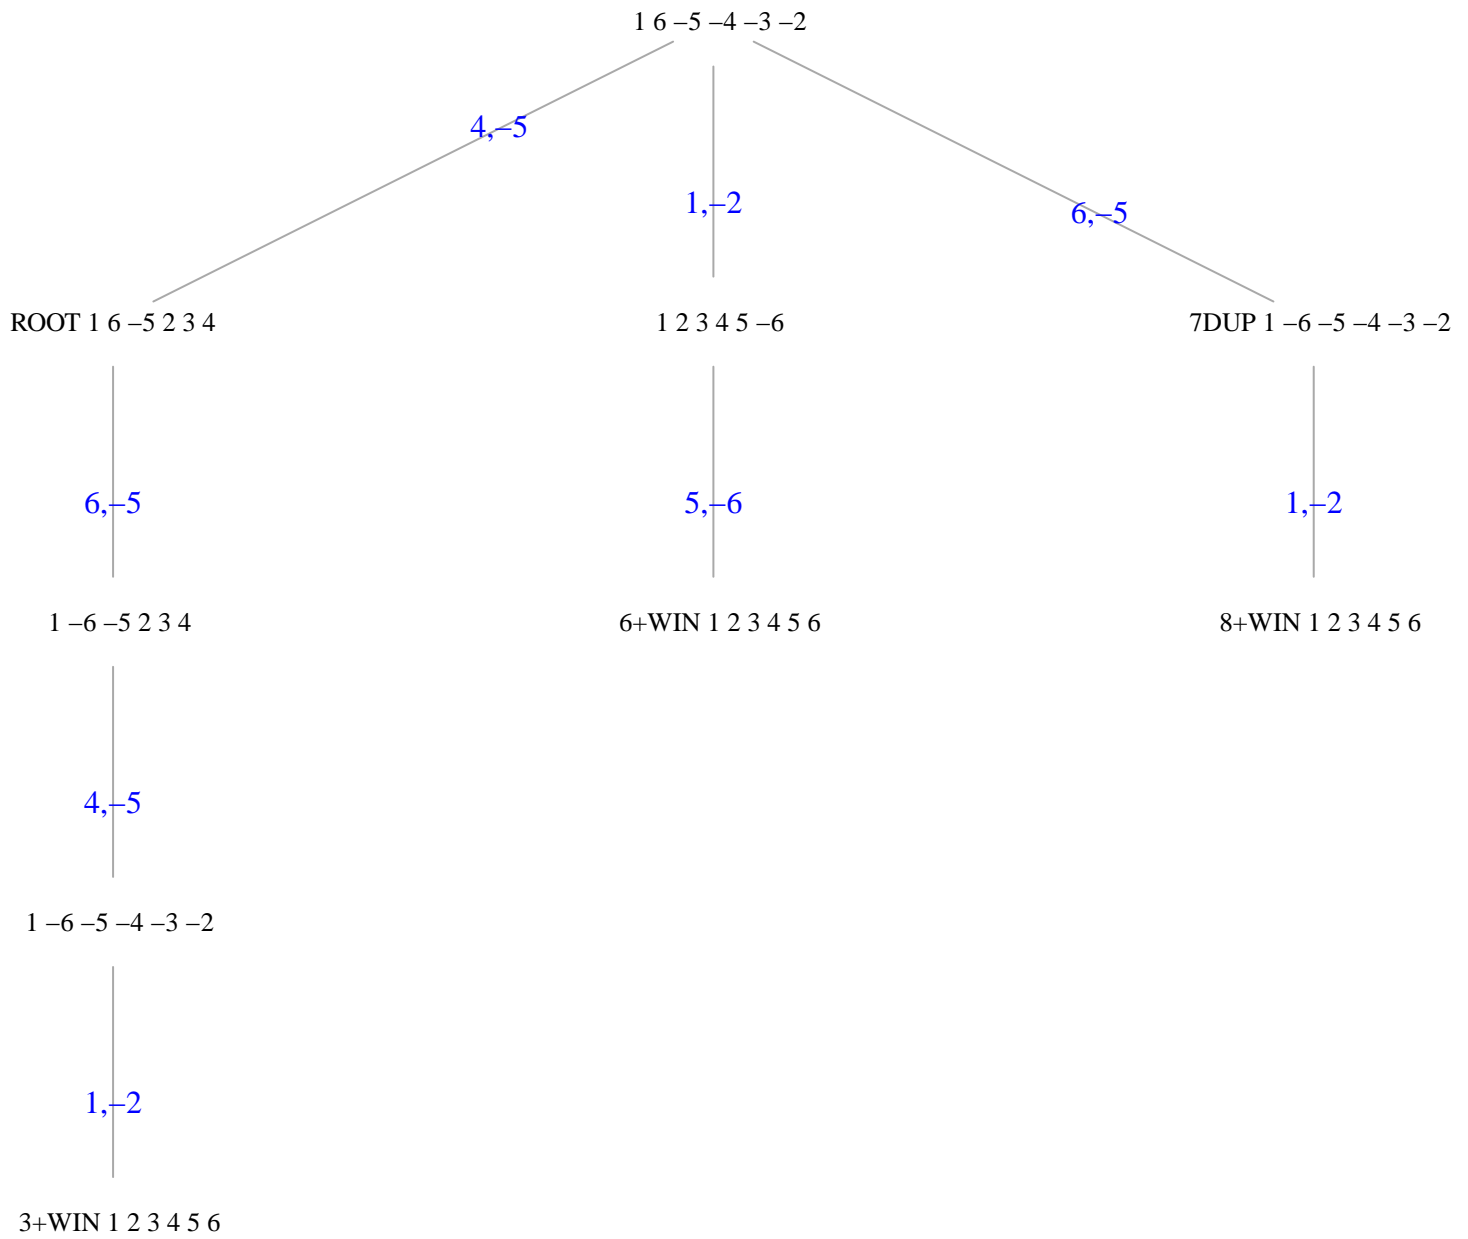 1 6 –5 –4 –3 –2
4,–5
1,–2
6,–5
ROOT 1 6 –5 2 3 4
1 2 3 4 5 –6
7DUP 1 –6 –5 –4 –3 –2
6,–5
5,–6
1,–2
1 –6 –5 2 3 4
6+WIN 1 2 3 4 5 6
8+WIN 1 2 3 4 5 6
4,–5
1 –6 –5 –4 –3 –2
1,–2
3+WIN 1 2 3 4 5 6